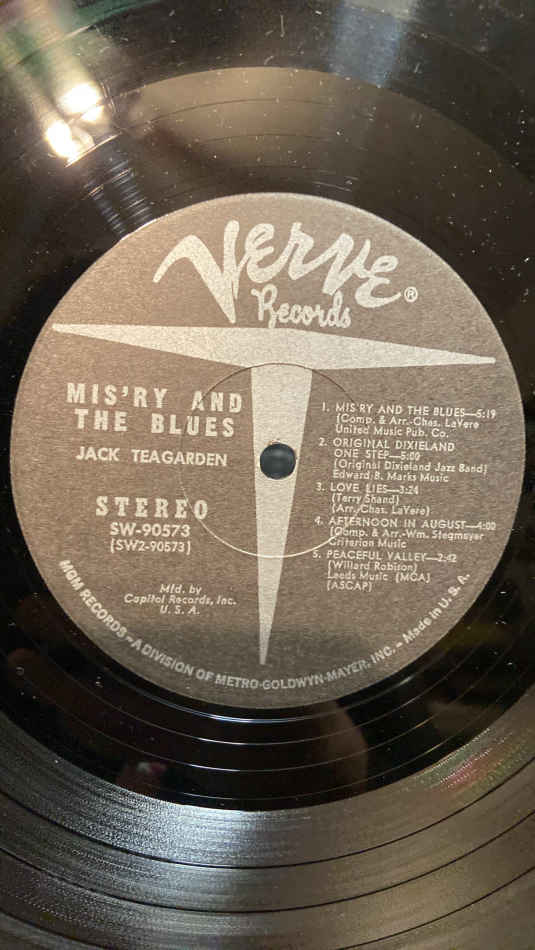 Verve ®
Records
MIS'RY AND
THE BLUES
JACK TEAGARDEN
STEREO
SW-90573
(SW2-90573)
Mfd. by
Capitol Records, Inc.
U. S. A.
1. MIS'RY AND THE BLUES—5:19
(Comp. & Arr.-Chas. LaVere
United Music Pub. Co.
2. ORIGINAL DIXIELAND
ONE STEP—5:00
(Original Dixieland Jazz Band)
Edward B. Marks Music
3. LOVE LIES—3:24
(Terry Shand)
(Arr. Chas. LaVere)
4. AFTERNOON IN AUGUST—4:00
(Comp. & Arr.-Wm. Stegmeyer
Criterion Music
5. PEACEFUL VALLEY—2:42
(Willard Robison)
Leeds Music (MCA)
(ASCAP)
MGM RECORDS – A DIVISION OF METRO-GOLDWYN-MAYER, INC. – Made in U. S. A.